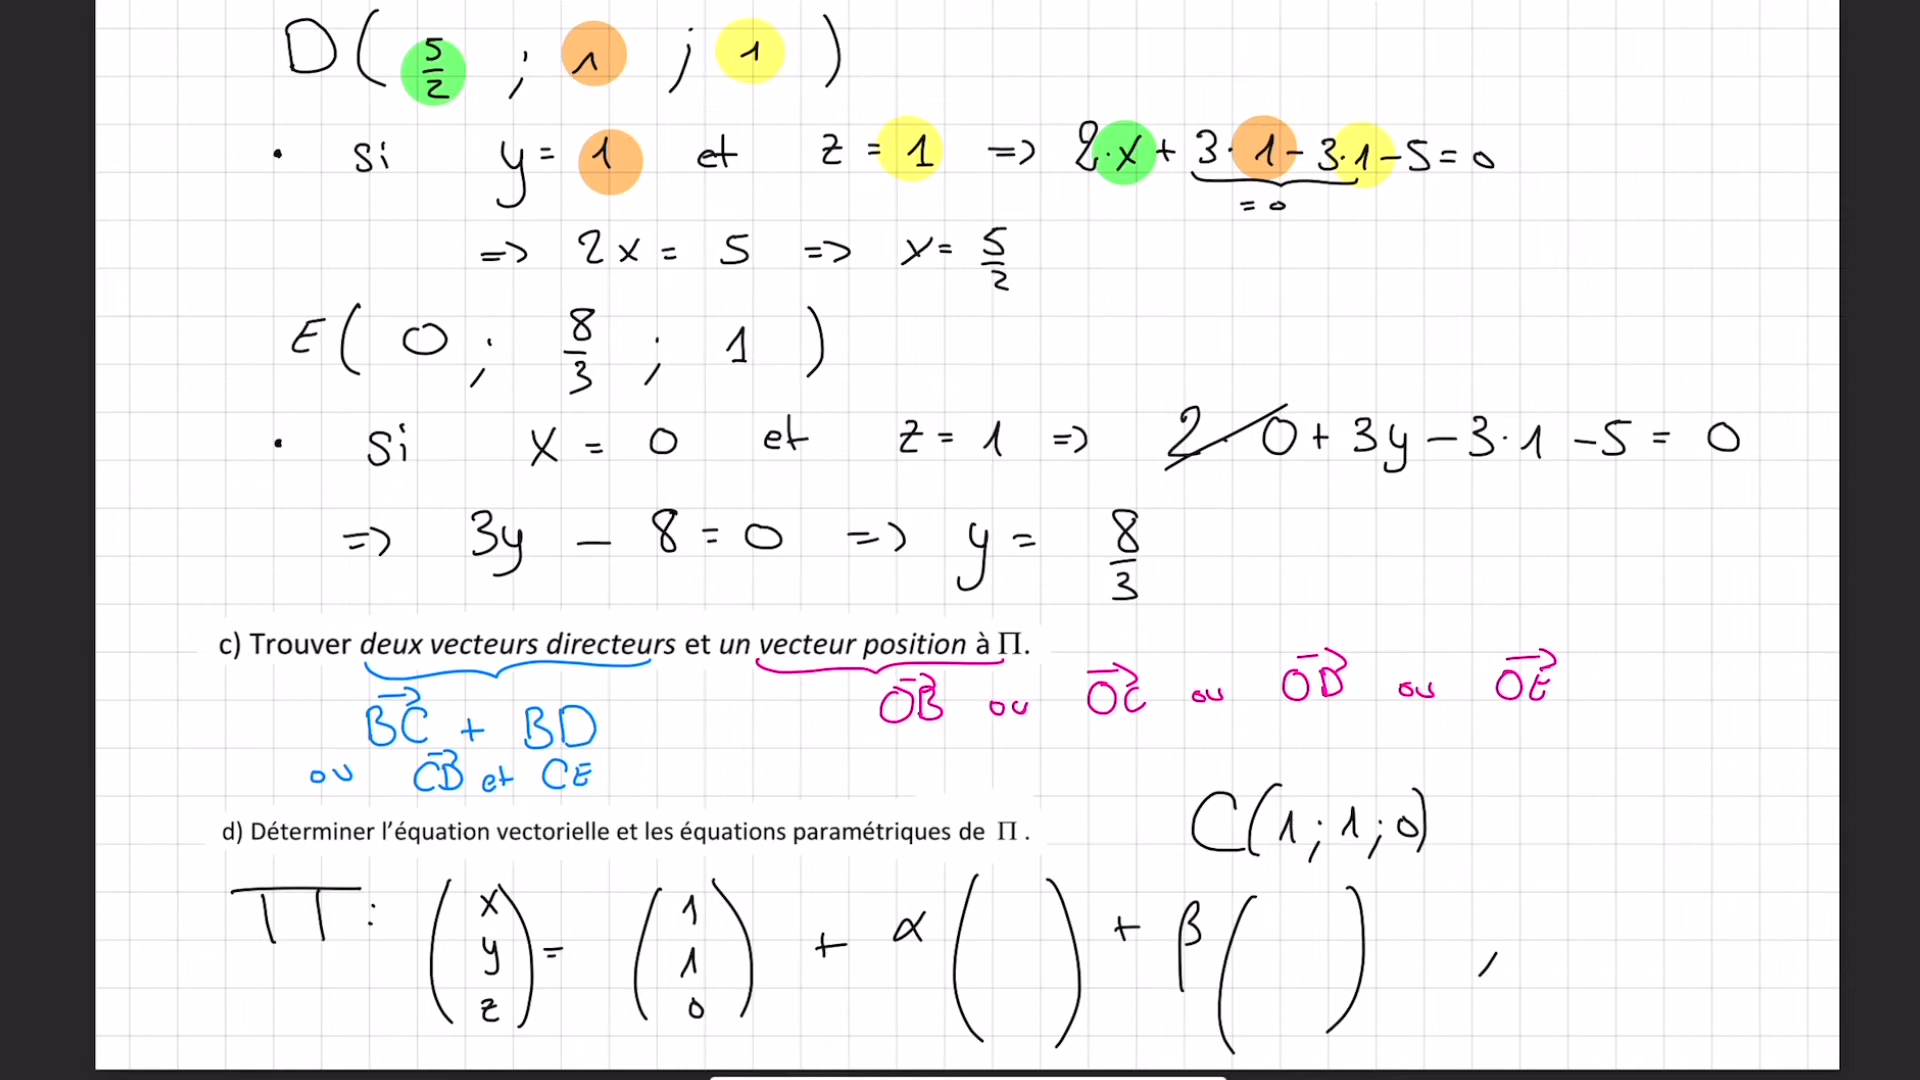 D( 5/2 ; 1 ; 1 )
• si y = 1 et z = 1 => 2·x + 3·1 - 3·1 - 5 = 0
= 0
=> 2x = 5 => x = 5/2
E( 0 ; 8/3 ; 1 )
• si x = 0 et z = 1 => 2·0 + 3y - 3·1 - 5 = 0
=> 3y - 8 = 0 => y = 8/3
c) Trouver deux vecteurs directeurs et un vecteur position à Π.
OB ou OC ou OD ou OE
BC + BD
ou CB et CE
C(1;1;0)
d) Déterminer l'équation vectorielle et les équations paramétriques de Π.
Π: (x y z) = (1 1 0) + α ( ) + β ( ) ,